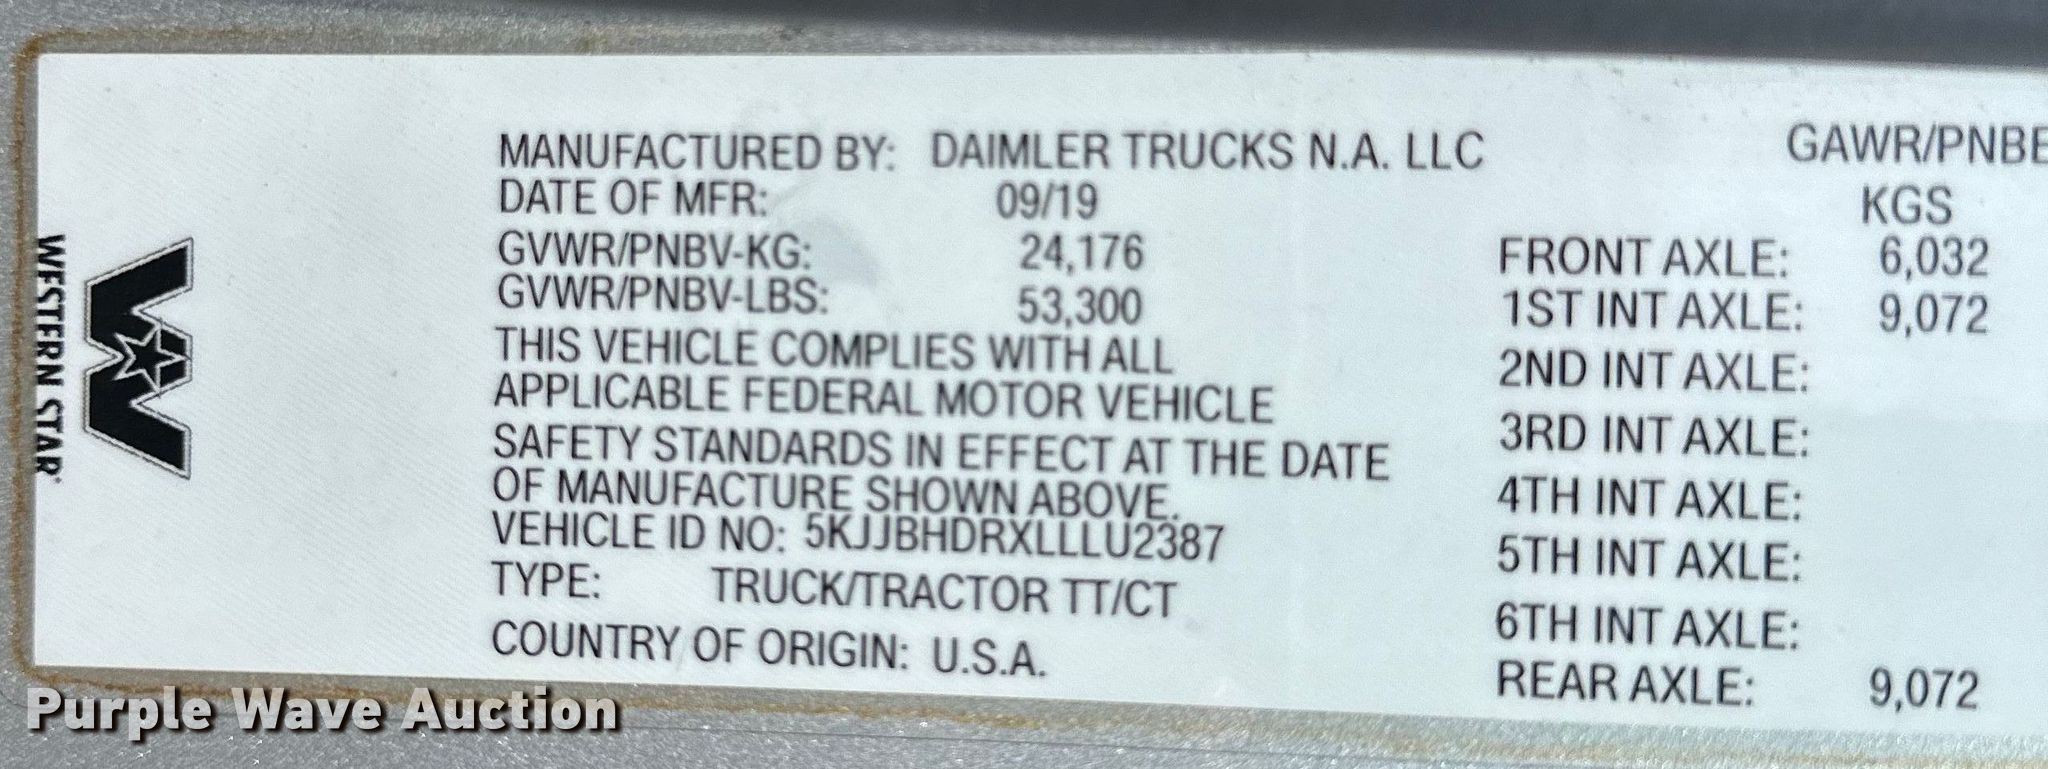 MANUFACTURED BY: DAIMLER TRUCKS N.A. LLC
DATE OF MFR: 09/19
GVWR/PNBV-KG: 24,176
GVWR/PNBV-LBS: 53,300
THIS VEHICLE COMPLIES WITH ALL
APPLICABLE FEDERAL MOTOR VEHICLE
SAFETY STANDARDS IN EFFECT AT THE DATE
OF MANUFACTURE SHOWN ABOVE.
VEHICLE ID NO: 5KJJBHDRXLLLU2387
TYPE: TRUCK/TRACTOR TT/CT
COUNTRY OF ORIGIN: U.S.A.
GAWR/PNBE
KGS
FRONT AXLE: 6,032
1ST INT AXLE: 9,072
2ND INT AXLE:
3RD INT AXLE:
4TH INT AXLE:
5TH INT AXLE:
6TH INT AXLE:
REAR AXLE: 9,072
WESTERN STAR
Purple Wave Auction